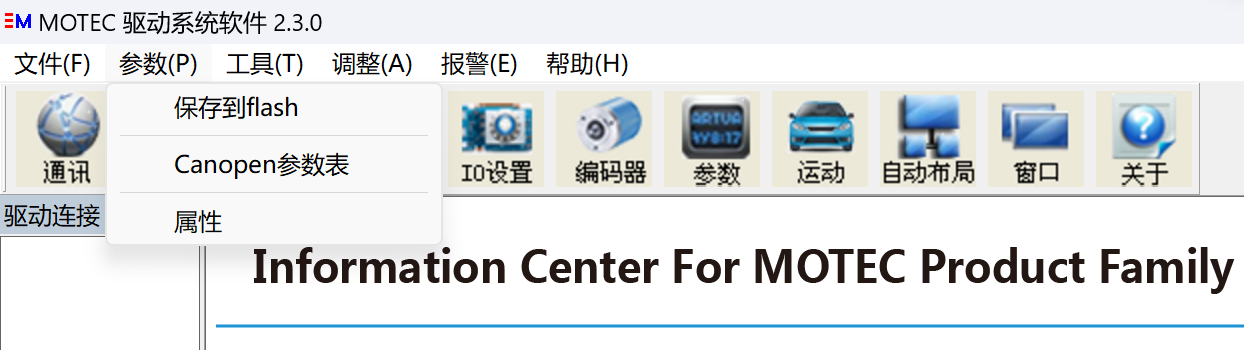 MOTEC 驱动系统软件 2.3.0
文件(F) 参数(P) 工具(T) 调整(A) 报警(E) 帮助(H)
保存到flash
Canopen参数表
属性
通讯 IO设置 编码器 参数 运动 自动布局 窗口 关于
驱动连接
Information Center For MOTEC Product Family